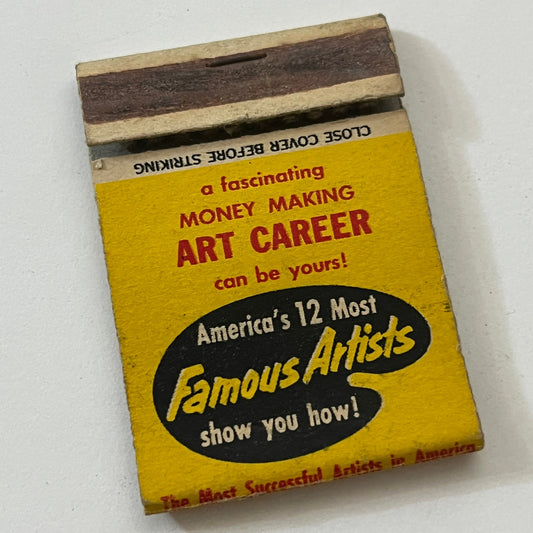 CLOSE COVER BEFORE STRIKING
a fascinating
MONEY MAKING
ART CAREER
can be yours!
America's 12 Most
Famous Artists
show you how!
The Most Successful Artists in America